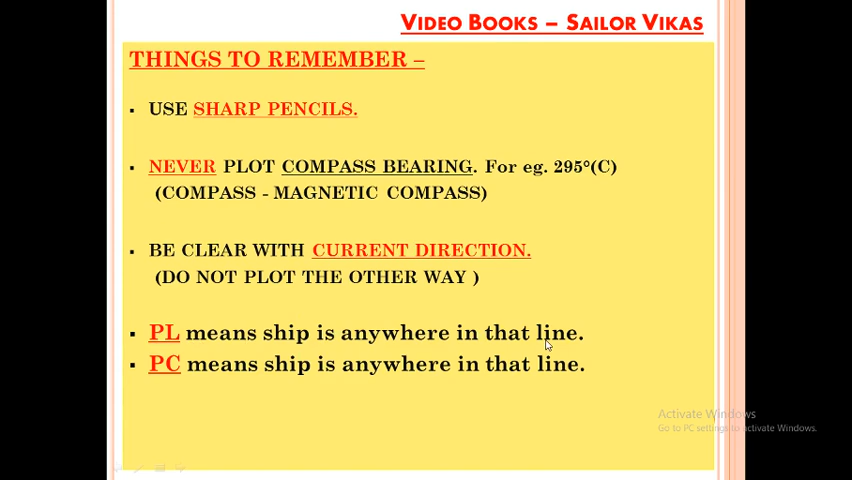 VIDEO BOOKS – SAILOR VIKAS
THINGS TO REMEMBER –
▪ USE SHARP PENCILS.
▪ NEVER PLOT COMPASS BEARING. For eg. 295°(C)
(COMPASS - MAGNETIC COMPASS)
▪ BE CLEAR WITH CURRENT DIRECTION.
(DO NOT PLOT THE OTHER WAY )
▪ PL means ship is anywhere in that line.
▪ PC means ship is anywhere in that line.
Activate Windows
Go to PC settings to activate Windows.